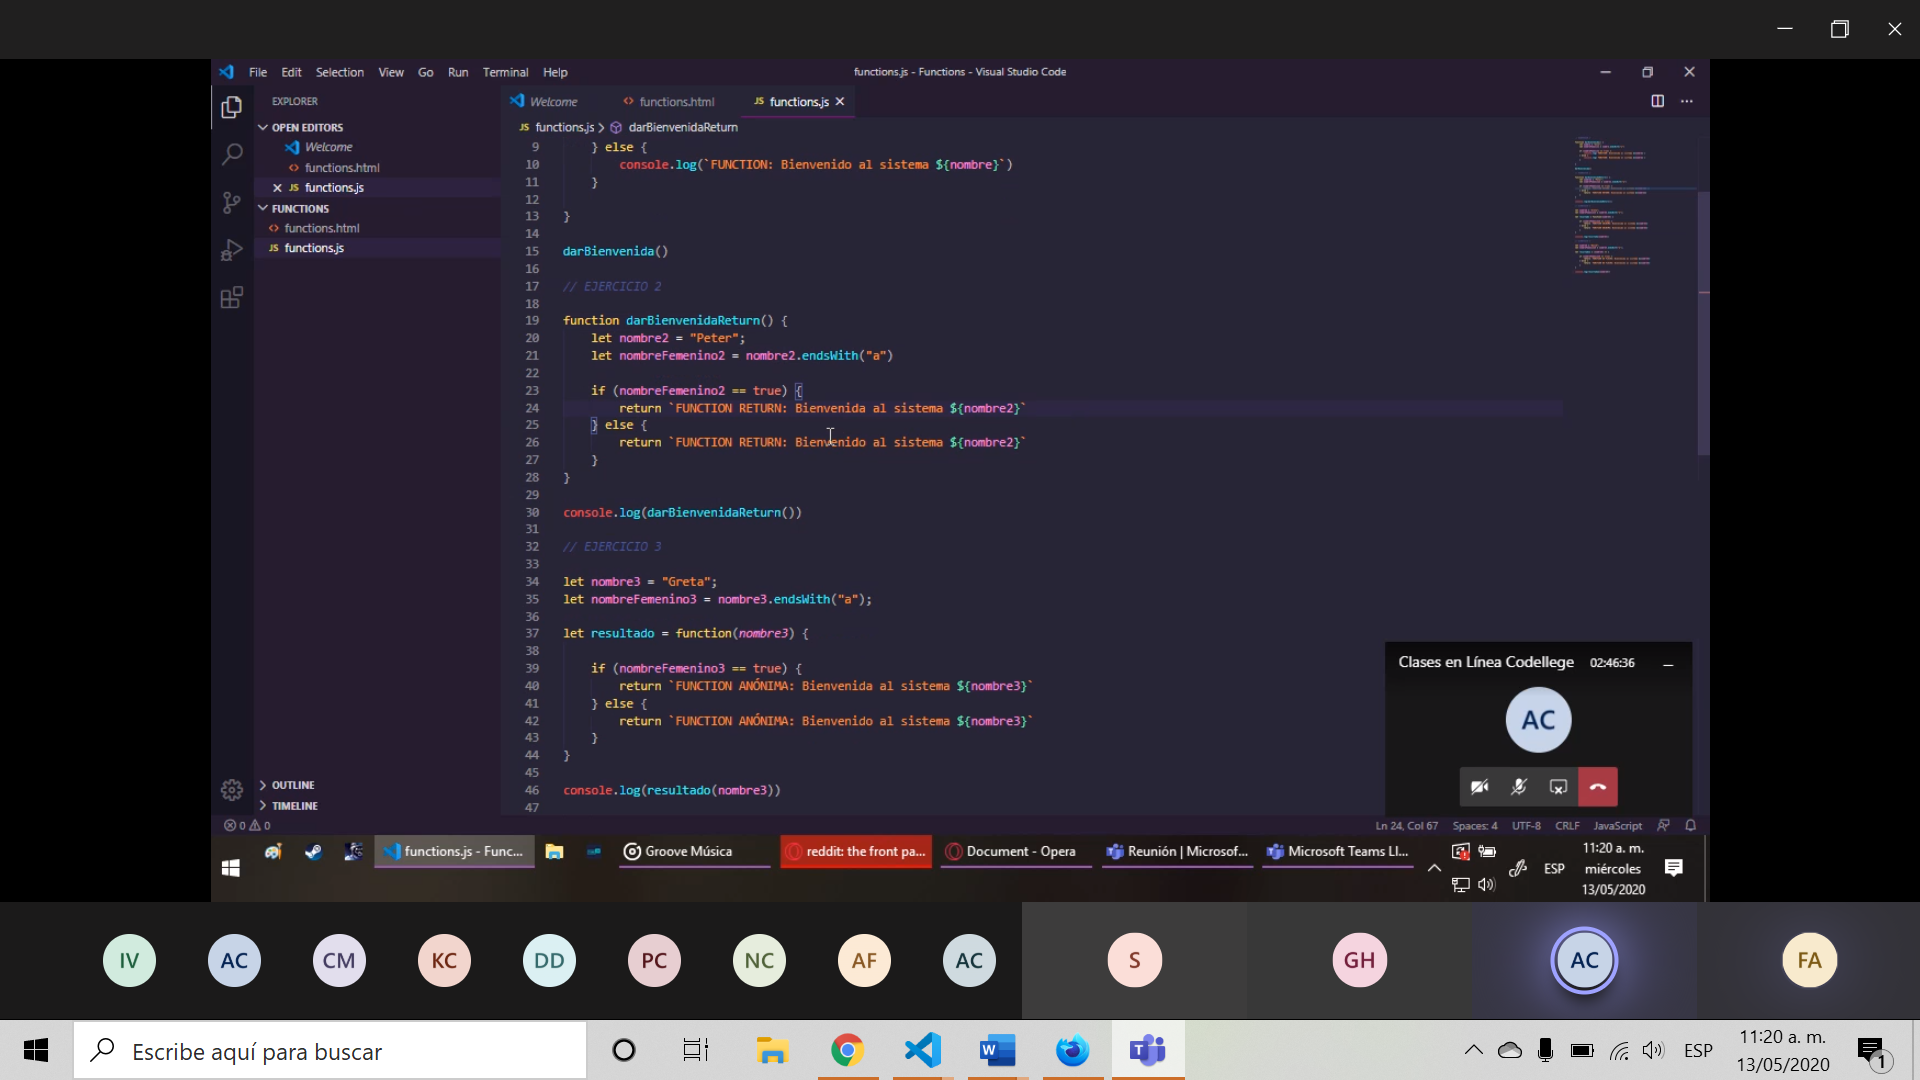 File Edit Selection View Go Run Terminal Help
functions.js - Functions - Visual Studio Code
EXPLORER
OPEN EDITORS
Welcome
functions.html
functions.js
FUNCTIONS
functions.html
functions.js
OUTLINE
TIMELINE
Welcome
functions.html
JS functions.js
JS functions.js > darBienvenidaReturn
9 } else {
10 console.log(`FUNCTION: Bienvenido al sistema ${nombre}`)
11 }
12
13 }
14
15 darBienvenida()
16
17 // EJERCICIO 2
18
19 function darBienvenidaReturn() {
20 let nombre2 = "Peter";
21 let nombreFemenino2 = nombre2.endsWith("a")
22
23 if (nombreFemenino2 == true) {
24 return `FUNCTION RETURN: Bienvenida al sistema ${nombre2}`
25 } else {
26 return `FUNCTION RETURN: Bienvenido al sistema ${nombre2}`
27 }
28 }
29
30 console.log(darBienvenidaReturn())
31
32 // EJERCICIO 3
33
34 let nombre3 = "Greta";
35 let nombreFemenino3 = nombre3.endsWith("a");
36
37 let resultado = function(nombre3) {
38
39 if (nombreFemenino3 == true) {
40 return `FUNCTION ANÓNIMA: Bienvenida al sistema ${nombre3}`
41 } else {
42 return `FUNCTION ANÓNIMA: Bienvenido al sistema ${nombre3}`
43 }
44 }
45
46 console.log(resultado(nombre3))
47
Clases en Línea Codellege 02:46:36
AC
0 0
Ln 24, Col 67 Spaces: 4 UTF-8 CRLF JavaScript
functions.js - Func...
Groove Música
reddit: the front pa...
Document - Opera
Reunión | Microsof...
Microsoft Teams LI...
ESP
11:20 a. m.
miércoles
13/05/2020
IV AC CM KC DD PC NC AF AC S GH AC FA
Escribe aquí para buscar
ESP
11:20 a. m.
13/05/2020
1